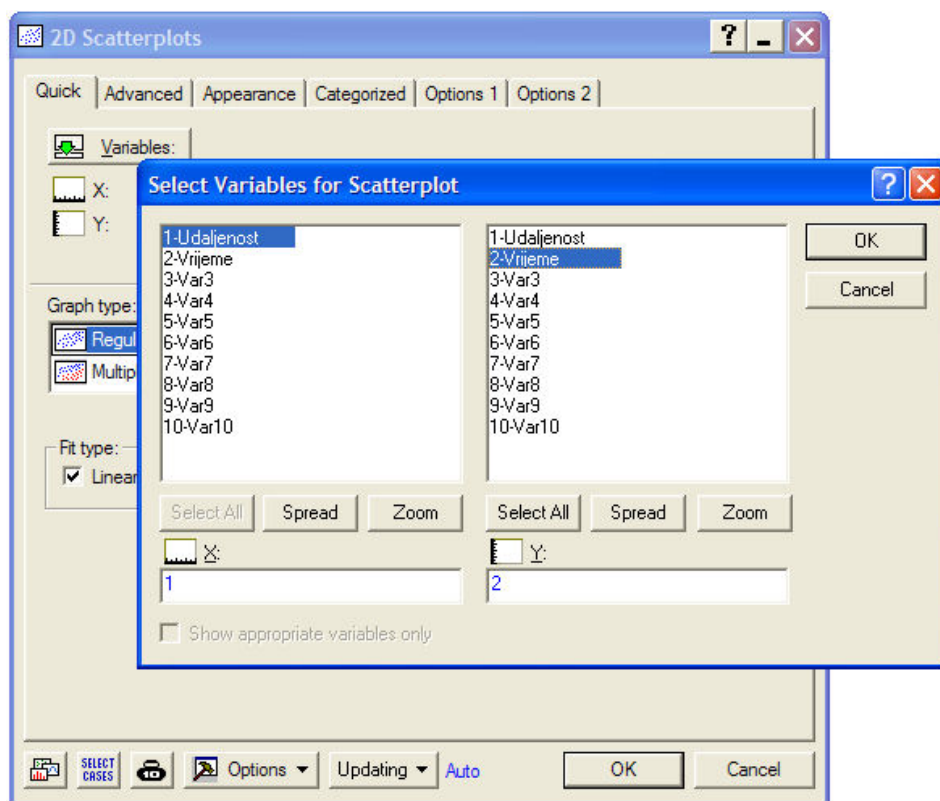 2D Scatterplots
Quick Advanced Appearance Categorized Options 1 Options 2
Variables:
X:
Y:
Graph type:
Regul
Multip
Fit type:
Linear
Select Variables for Scatterplot
1-Udaljenost
2-Vrijeme
3-Var3
4-Var4
5-Var5
6-Var6
7-Var7
8-Var8
9-Var9
10-Var10
1-Udaljenost
2-Vrijeme
3-Var3
4-Var4
5-Var5
6-Var6
7-Var7
8-Var8
9-Var9
10-Var10
OK
Cancel
Select All Spread Zoom Select All Spread Zoom
X: Y:
1 2
Show appropriate variables only
SELECT
CASES
Options Updating Auto OK Cancel